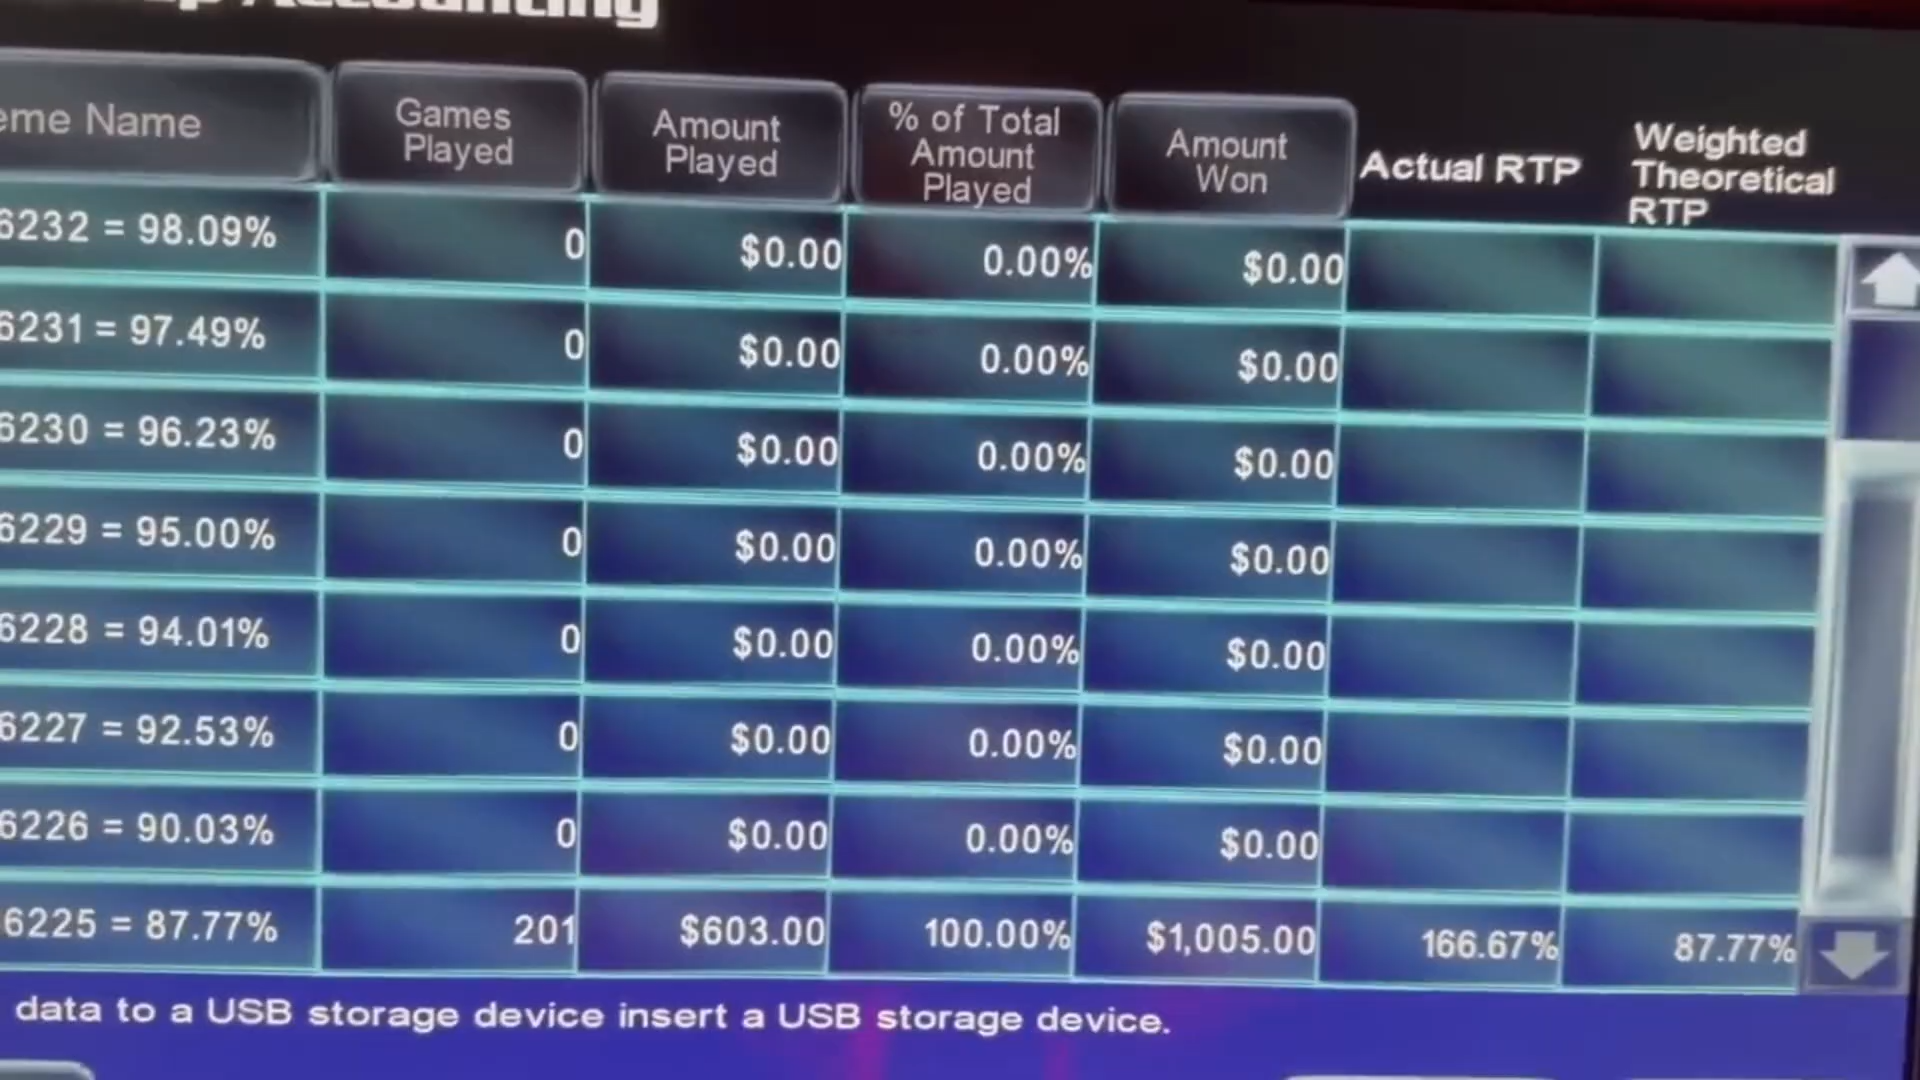 Accounting
eme Name
Games Played
Amount Played
% of Total Amount Played
Amount Won
Actual RTP
Weighted Theoretical RTP
6232 = 98.09% 0 $0.00 0.00% $0.00
6231 = 97.49% 0 $0.00 0.00% $0.00
6230 = 96.23% 0 $0.00 0.00% $0.00
6229 = 95.00% 0 $0.00 0.00% $0.00
6228 = 94.01% 0 $0.00 0.00% $0.00
6227 = 92.53% 0 $0.00 0.00% $0.00
6226 = 90.03% 0 $0.00 0.00% $0.00
6225 = 87.77% 201 $603.00 100.00% $1,005.00 166.67% 87.77%
data to a USB storage device insert a USB storage device.